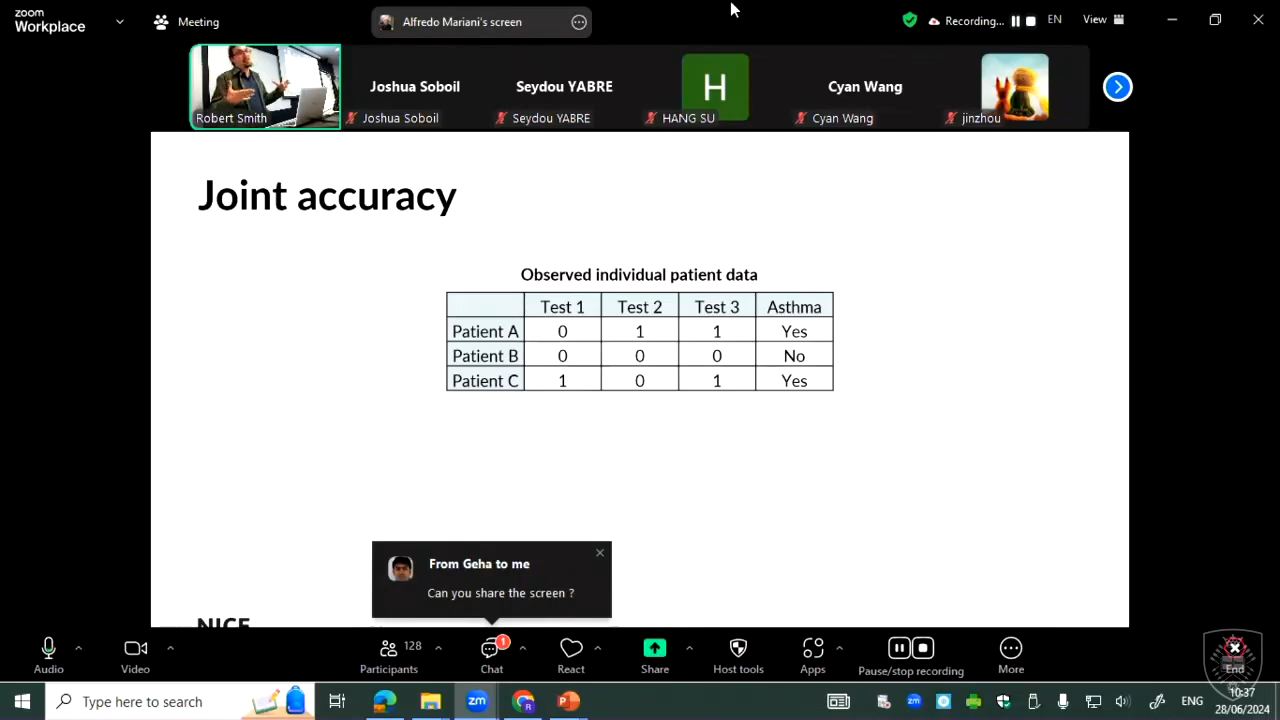 zoom
Workplace
Meeting
Alfredo Mariani's screen
Recording...
EN
View
Robert Smith
Joshua Soboil
Joshua Soboil
Seydou YABRE
Seydou YABRE
H
HANG SU
Cyan Wang
Cyan Wang
jinzhou
Joint accuracy
Observed individual patient data
Test 1 Test 2 Test 3 Asthma
Patient A 0 1 1 Yes
Patient B 0 0 0 No
Patient C 1 0 1 Yes
From Geha to me
Can you share the screen ?
NICE
Audio
Video
128
Participants
1
Chat
React
Share
Host tools
Apps
Pause/stop recording
More
End
Type here to search
zm
R
P
zm
ENG
10:37
28/06/2024